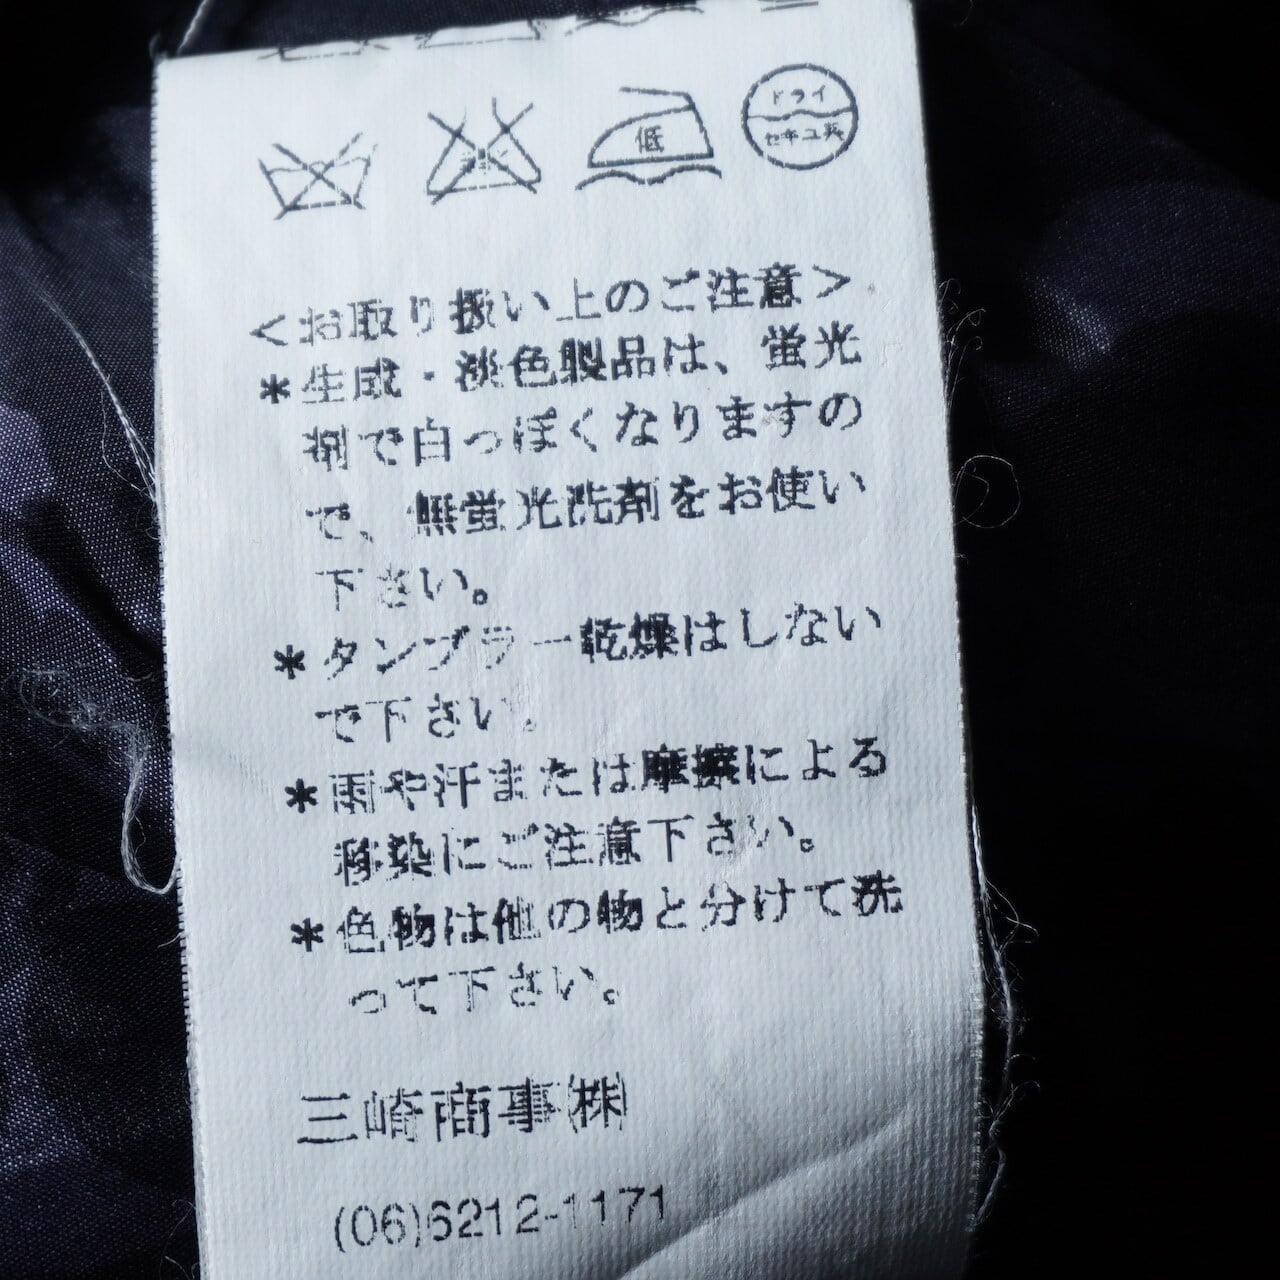 低
ドライ
セキユ系
<お取り扱い上のご注意>
*生成・淡色製品は、蛍光
剤で白っぽくなりますの
で、無蛍光洗剤をお使い
下さい。
*タンブラー乾燥はしない
で下さい。
*雨や汗または摩擦による
移染にご注意下さい。
*色物は他の物と分けて洗
って下さい。
三崎商事(株)
(06)6212-1171